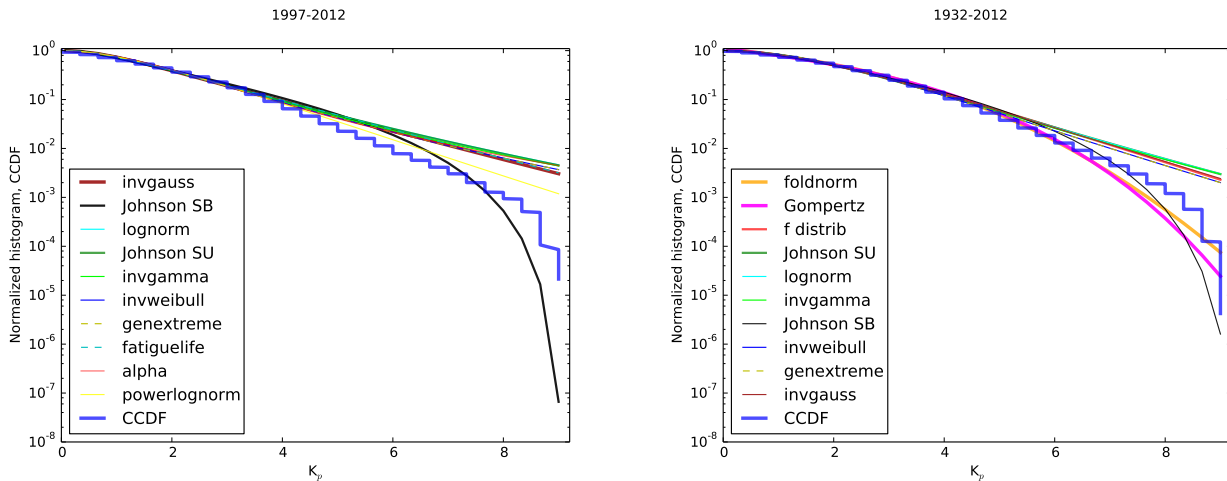 1997-2012
Normalized histogram, CCDF
10^0
10^-1
10^-2
10^-3
10^-4
10^-5
10^-6
10^-7
10^-8
invgauss
Johnson SB
lognorm
Johnson SU
invgamma
invweibull
genextreme
fatiguelife
alpha
powerlognorm
CCDF
0 2 4 6 8
K_p
1932-2012
Normalized histogram, CCDF
10^0
10^-1
10^-2
10^-3
10^-4
10^-5
10^-6
10^-7
10^-8
foldnorm
Gompertz
f distrib
Johnson SU
lognorm
invgamma
Johnson SB
invweibull
genextreme
invgauss
CCDF
0 2 4 6 8
K_p